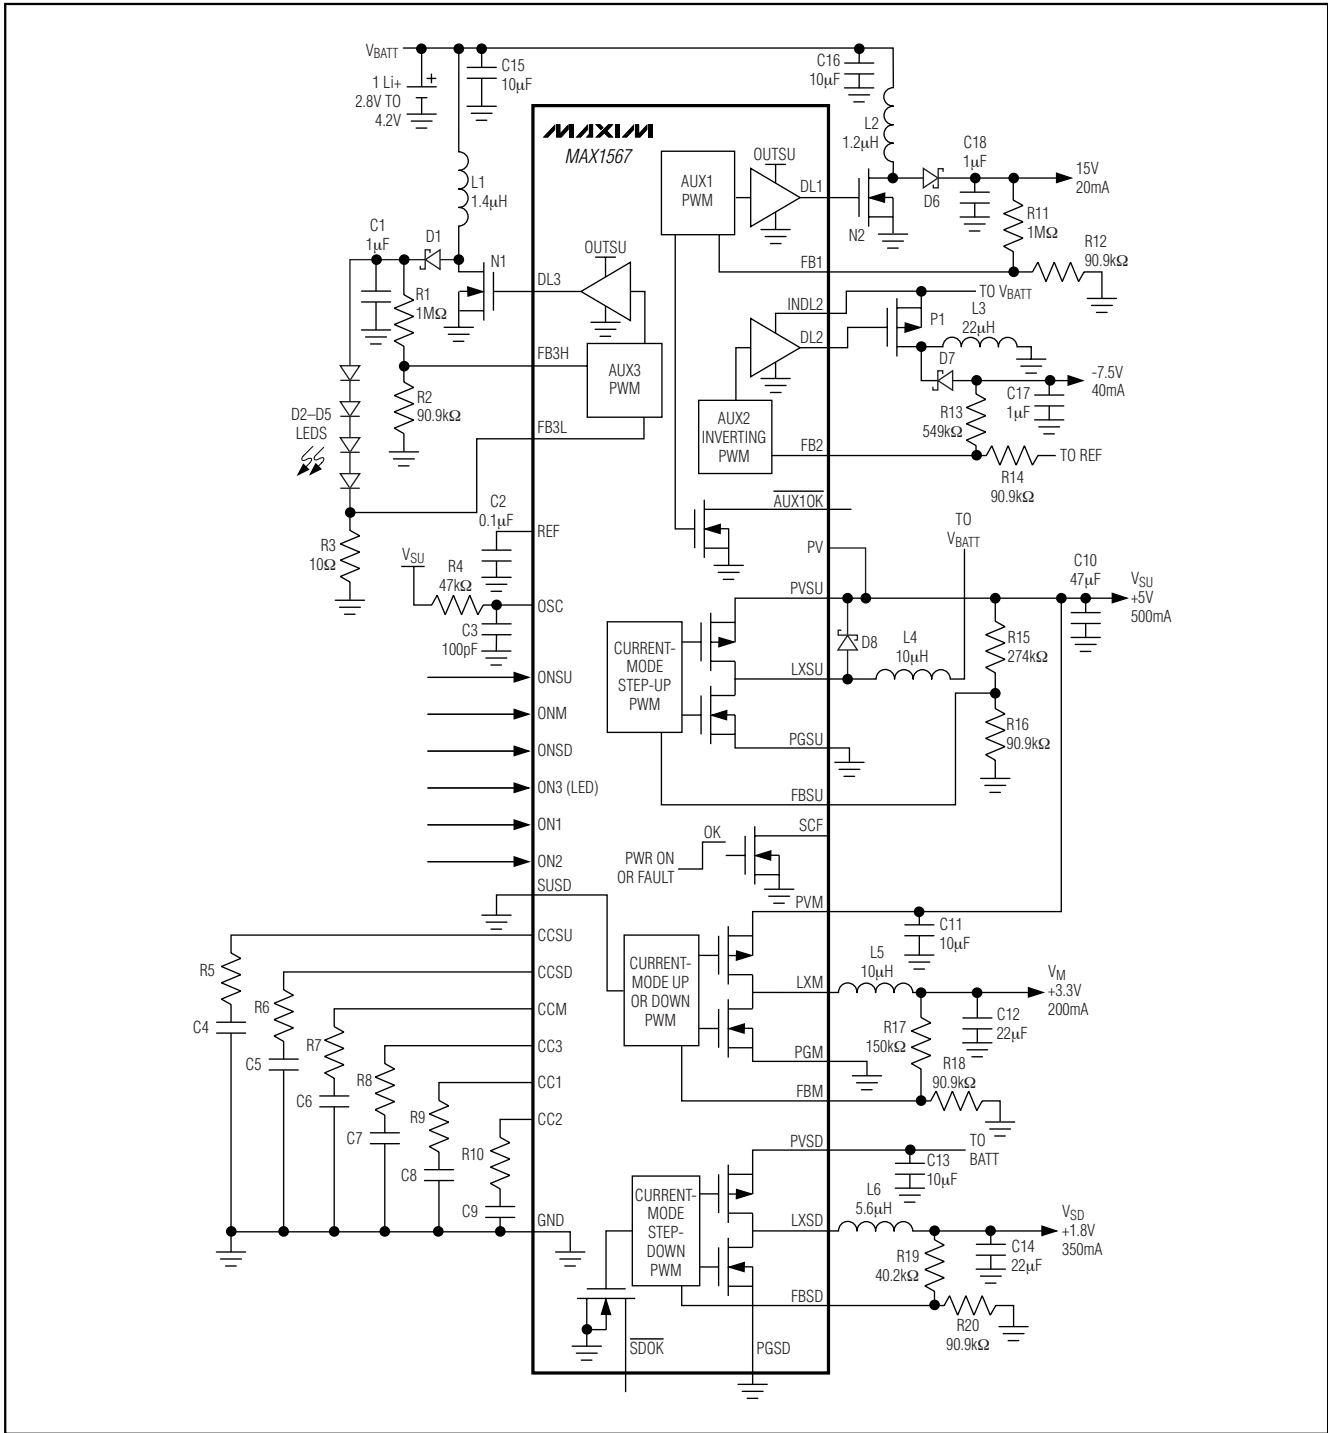 VBATT
1 Li+
2.8V TO
4.2V
+
C15
10µF
C16
10µF
L2
1.2µH
MAXIM
MAX1567
L1
1.4µH
C1
1µF
D1
N1
OUTSU
AUX1
PWM
DL1
N2
D6
C18
1µF
15V
20mA
R11
1MΩ
R12
90.9kΩ
FB1
OUTSU
DL3
R1
1MΩ
INDL2
TO VBATT
DL2
P1
L3
22µH
D7
FB3H
AUX3
PWM
R2
90.9kΩ
D2–D5
LEDS
FB3L
-7.5V
40mA
C17
1µF
R13
549kΩ
AUX2
INVERTING
PWM
FB2
TO REF
R14
90.9kΩ
C2
0.1µF
REF
AUX1OK
R3
10Ω
VSU
R4
47kΩ
OSC
C3
100pF
PV
TO
VBATT
PVSU
C10
47µF
VSU
+5V
500mA
CURRENT-
MODE
STEP-UP
PWM
D8
L4
10µH
LXSU
R15
274kΩ
R16
90.9kΩ
PGSU
FBSU
ONSU
ONM
ONSD
ON3 (LED)
ON1
ON2
SUSD
SCF
OK
PWR ON
OR FAULT
PVM
C11
10µF
CURRENT-
MODE UP
OR DOWN
PWM
L5
10µH
LXM
VM
+3.3V
200mA
C12
22µF
R17
150kΩ
R18
90.9kΩ
PGM
FBM
CCSU
CCSD
CCM
CC3
CC1
CC2
R5
C4
R6
C5
R7
C6
R8
C7
R9
C8
R10
C9
GND
PVSD
TO
BATT
C13
10µF
CURRENT-
MODE
STEP-
DOWN
PWM
L6
5.6µH
LXSD
VSD
+1.8V
350mA
C14
22µF
R19
40.2kΩ
FBSD
R20
90.9kΩ
SDOK
PGSD